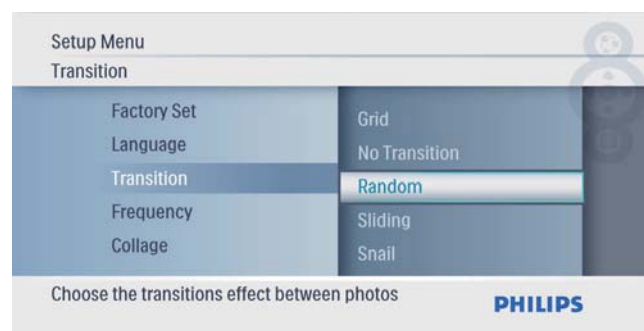 Setup Menu
Transition
Factory Set
Language
Transition
Frequency
Collage
Grid
No Transition
Random
Sliding
Snail
Choose the transitions effect between photos
PHILIPS